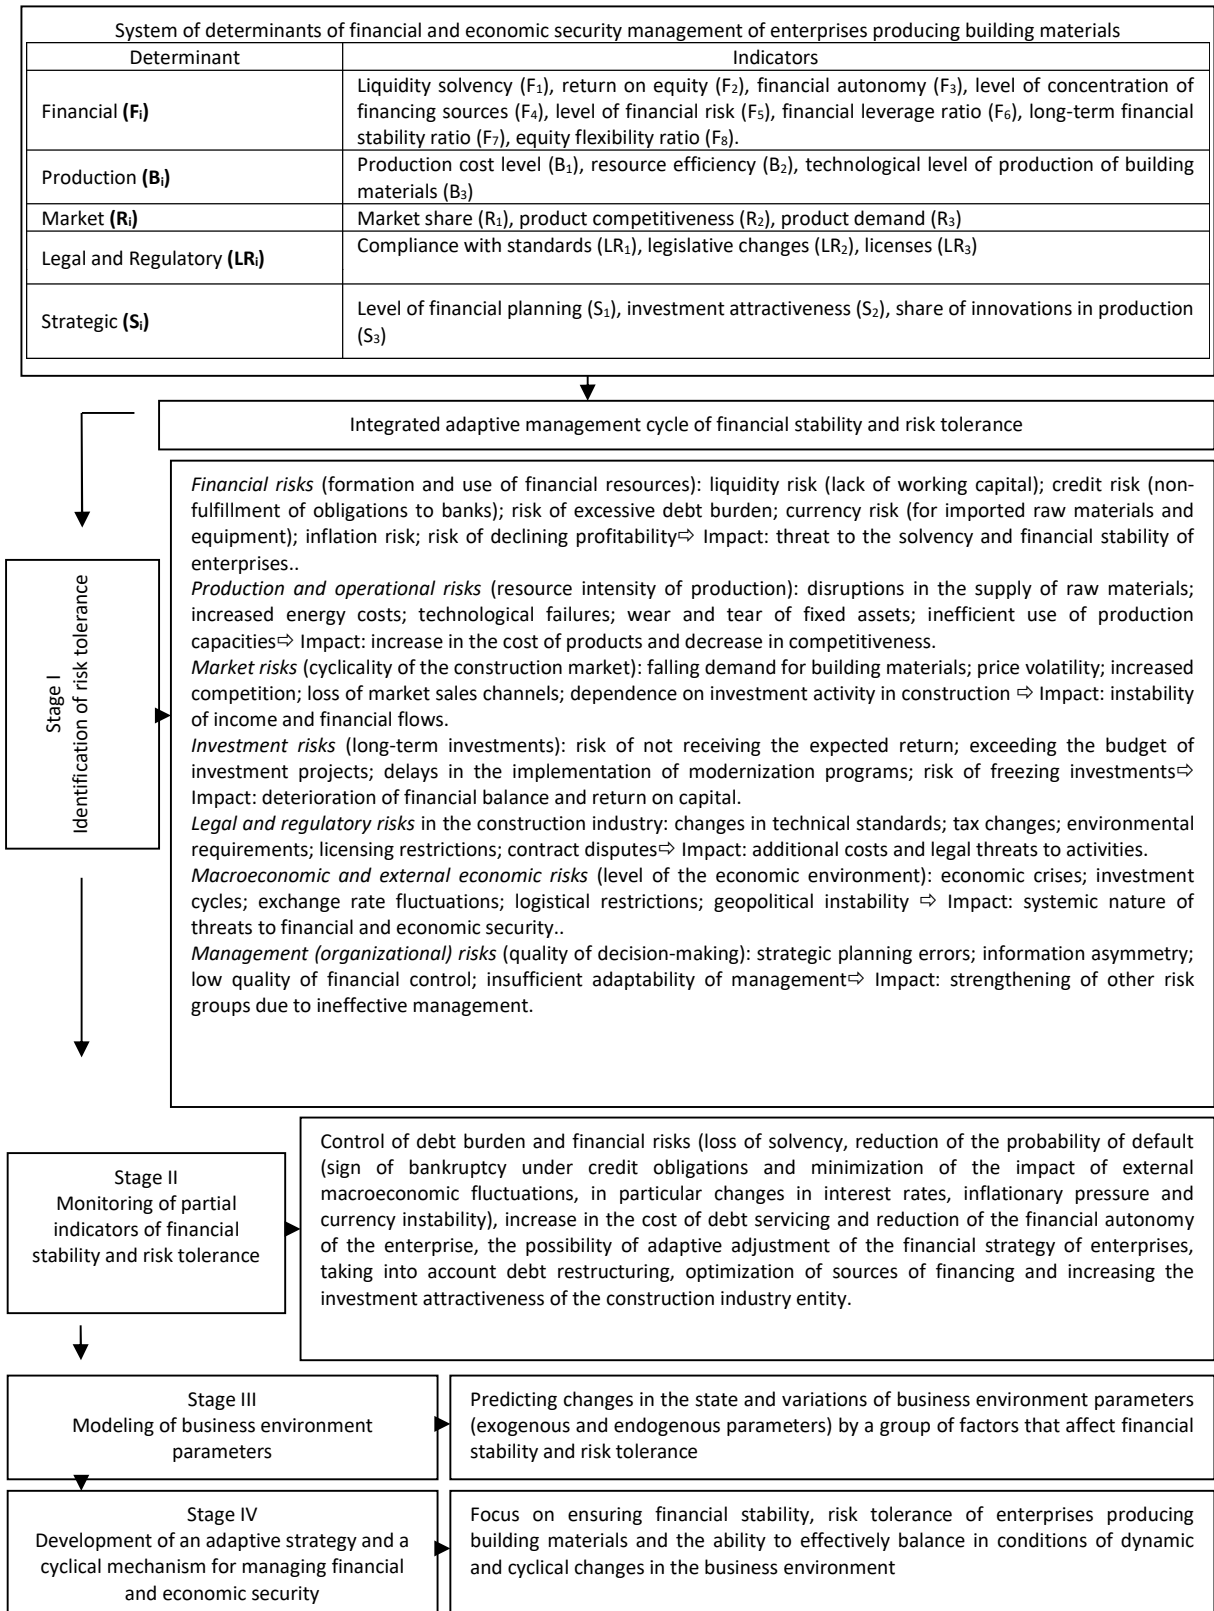 System of determinants of financial and economic security management of enterprises producing building materials
Determinant
Indicators
Financial (Fᵢ)
Liquidity solvency (F₁), return on equity (F₂), financial autonomy (F₃), level of concentration of
financing sources (F₄), level of financial risk (F₅), financial leverage ratio (F₆), long-term financial
stability ratio (F₇), equity flexibility ratio (F₈).
Production (Bᵢ)
Production cost level (B₁), resource efficiency (B₂), technological level of production of building
materials (B₃)
Market (Rᵢ)
Market share (R₁), product competitiveness (R₂), product demand (R₃)
Legal and Regulatory (LRᵢ)
Compliance with standards (LR₁), legislative changes (LR₂), licenses (LR₃)
Strategic (Sᵢ)
Level of financial planning (S₁), investment attractiveness (S₂), share of innovations in production
(S₃)
Integrated adaptive management cycle of financial stability and risk tolerance
Stage I
Identification of risk tolerance
Financial risks (formation and use of financial resources): liquidity risk (lack of working capital); credit risk (non-
fulfillment of obligations to banks); risk of excessive debt burden; currency risk (for imported raw materials and
equipment); inflation risk; risk of declining profitability⇨ Impact: threat to the solvency and financial stability of
enterprises..
Production and operational risks (resource intensity of production): disruptions in the supply of raw materials;
increased energy costs; technological failures; wear and tear of fixed assets; inefficient use of production
capacities⇨ Impact: increase in the cost of products and decrease in competitiveness.
Market risks (cyclicality of the construction market): falling demand for building materials; price volatility; increased
competition; loss of market sales channels; dependence on investment activity in construction ⇨ Impact: instability
of income and financial flows.
Investment risks (long-term investments): risk of not receiving the expected return; exceeding the budget of
investment projects; delays in the implementation of modernization programs; risk of freezing investments⇨
Impact: deterioration of financial balance and return on capital.
Legal and regulatory risks in the construction industry: changes in technical standards; tax changes; environmental
requirements; licensing restrictions; contract disputes⇨ Impact: additional costs and legal threats to activities.
Macroeconomic and external economic risks (level of the economic environment): economic crises; investment
cycles; exchange rate fluctuations; logistical restrictions; geopolitical instability ⇨ Impact: systemic nature of
threats to financial and economic security..
Management (organizational) risks (quality of decision-making): strategic planning errors; information asymmetry;
low quality of financial control; insufficient adaptability of management⇨ Impact: strengthening of other risk
groups due to ineffective management.
Stage II
Monitoring of partial
indicators of financial
stability and risk tolerance
Control of debt burden and financial risks (loss of solvency, reduction of the probability of default
(sign of bankruptcy under credit obligations and minimization of the impact of external
macroeconomic fluctuations, in particular changes in interest rates, inflationary pressure and
currency instability), increase in the cost of debt servicing and reduction of the financial autonomy
of the enterprise, the possibility of adaptive adjustment of the financial strategy of enterprises,
taking into account debt restructuring, optimization of sources of financing and increasing the
investment attractiveness of the construction industry entity.
Stage III
Modeling of business environment
parameters
Predicting changes in the state and variations of business environment parameters
(exogenous and endogenous parameters) by a group of factors that affect financial
stability and risk tolerance
Stage IV
Development of an adaptive strategy and a
cyclical mechanism for managing financial
and economic security
Focus on ensuring financial stability, risk tolerance of enterprises producing
building materials and the ability to effectively balance in conditions of dynamic
and cyclical changes in the business environment